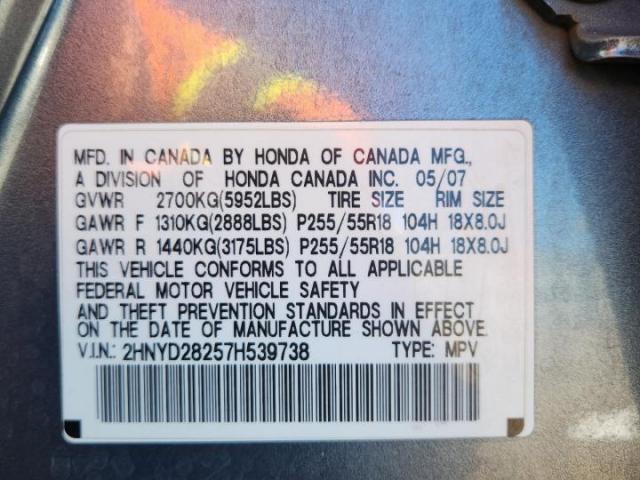 MFD. IN CANADA BY HONDA OF CANADA MFG.,
A DIVISION OF HONDA CANADA INC. 05/07
GVWR 2700KG(5952LBS) TIRE SIZE RIM SIZE
GAWR F 1310KG(2888LBS) P255/55R18 104H 18X8.0J
GAWR R 1440KG(3175LBS) P255/55R18 104H 18X8.0J
THIS VEHICLE CONFORMS TO ALL APPLICABLE
FEDERAL MOTOR VEHICLE SAFETY
AND THEFT PREVENTION STANDARDS IN EFFECT
ON THE DATE OF MANUFACTURE SHOWN ABOVE.
V.I.N.: 2HNYD28257H539738 TYPE: MPV